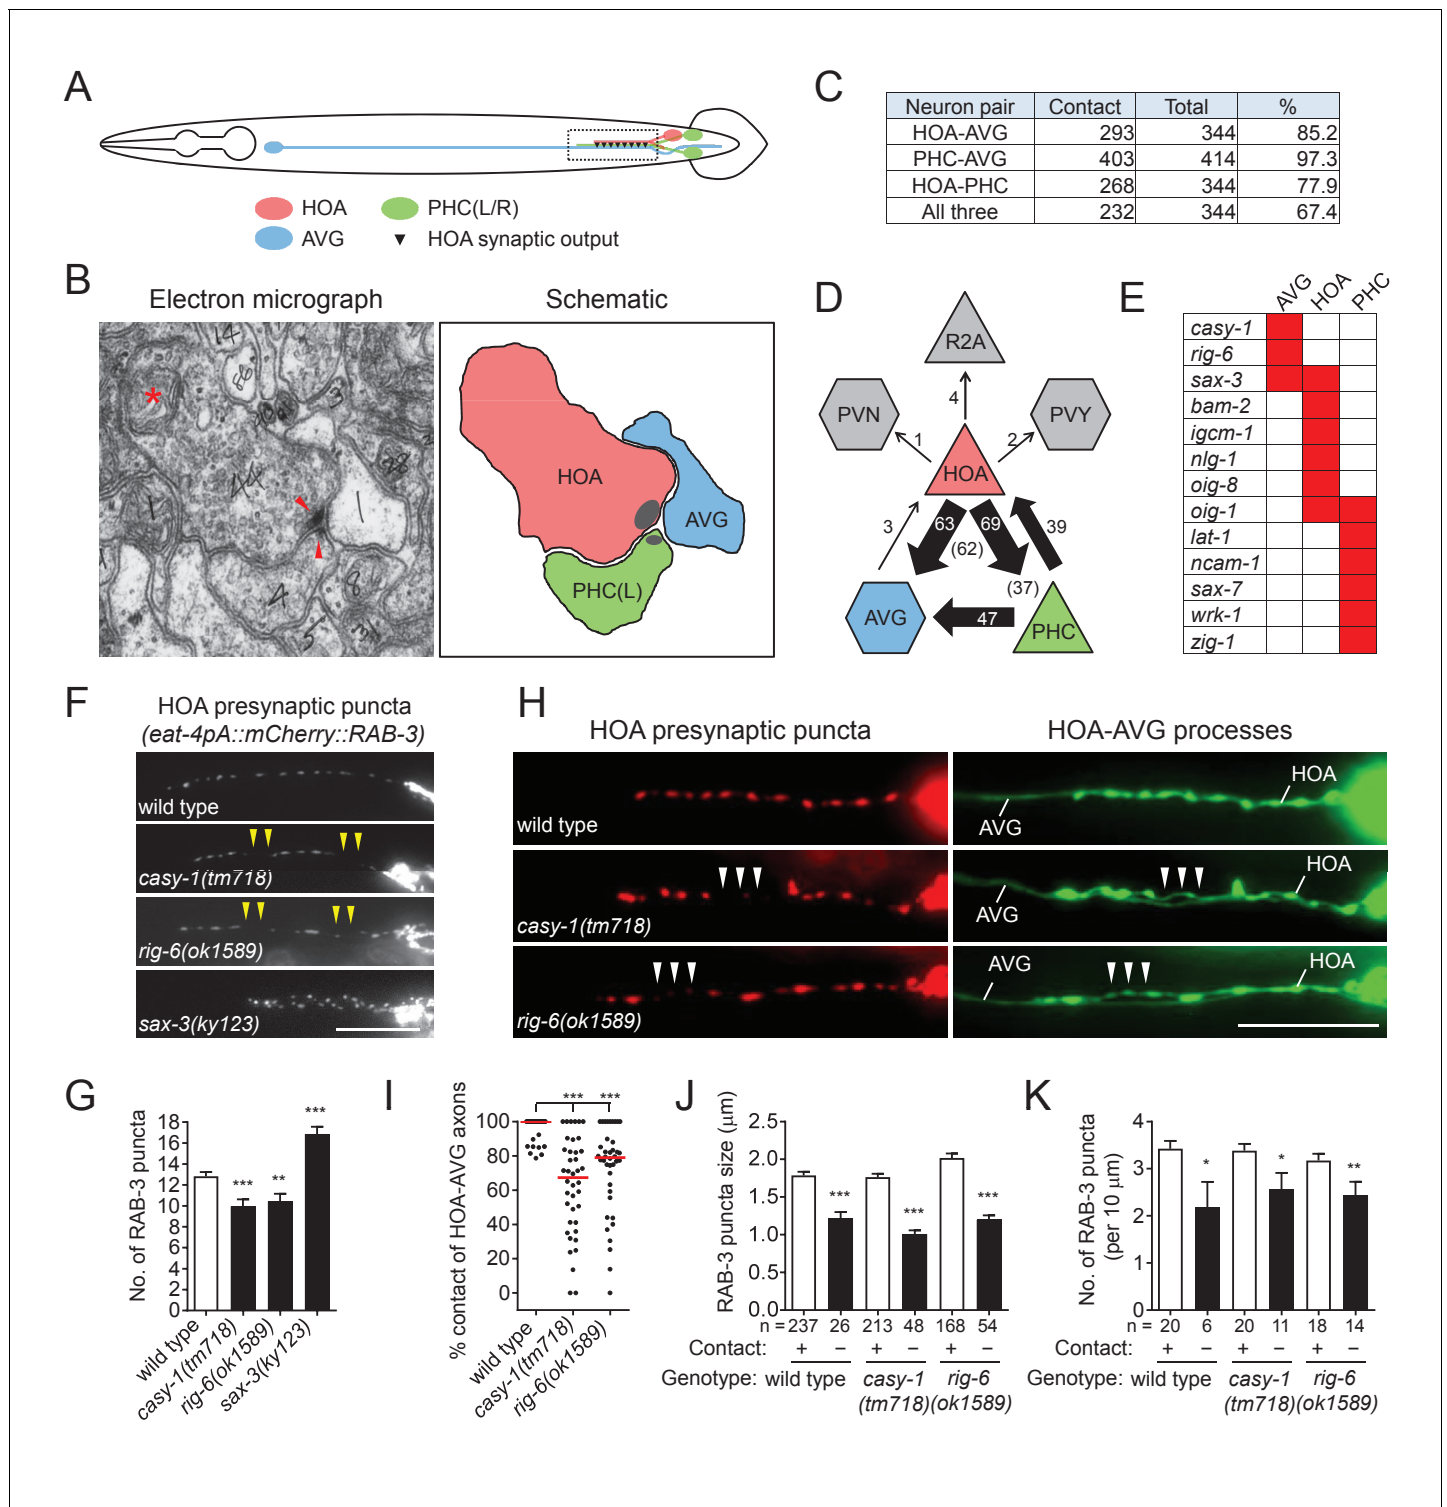 A
HOA
PHC(L/R)
AVG
HOA synaptic output
B
Electron micrograph
Schematic
14
86
3
44
28
1
1
4
8
5
*
HOA
AVG
PHC(L)
C
Neuron pair Contact Total %
HOA-AVG 293 344 85.2
PHC-AVG 403 414 97.3
HOA-PHC 268 344 77.9
All three 232 344 67.4
D
R2A
PVN
PVY
4
1
2
HOA
3
63
69
39
(62)
(37)
AVG
47
PHC
E
AVG HOA PHC
casy-1
rig-6
sax-3
bam-2
igcm-1
nlg-1
oig-8
oig-1
lat-1
ncam-1
sax-7
wrk-1
zig-1
F
HOA presynaptic puncta
(eat-4pA::mCherry::RAB-3)
wild type
casy-1(tm718)
rig-6(ok1589)
sax-3(ky123)
H
HOA presynaptic puncta
HOA-AVG processes
wild type
HOA
AVG
casy-1(tm718)
HOA
AVG
rig-6(ok1589)
AVG
HOA
G
No. of RAB-3 puncta
18
16
14
12
10
8
6
4
2
0
***
**
***
wild type
casy-1(tm718)
rig-6(ok1589)
sax-3(ky123)
I
% contact of HOA-AVG axons
100
80
60
40
20
0
*** ***
wild type
casy-1(tm718)
rig-6(ok1589)
J
RAB-3 puncta size (μm)
2.5
2.0
1.5
1.0
0.5
0.0
***
***
***
n = 237 26 213 48 168 54
Contact: + – + – + –
Genotype: wild type casy-1 rig-6
(tm718) (ok1589)
K
No. of RAB-3 puncta
(per 10 μm)
4
3
2
1
0
*
*
**
n = 20 6 20 11 18 14
Contact: + – + – + –
Genotype: wild type casy-1 rig-6
(tm718) (ok1589)